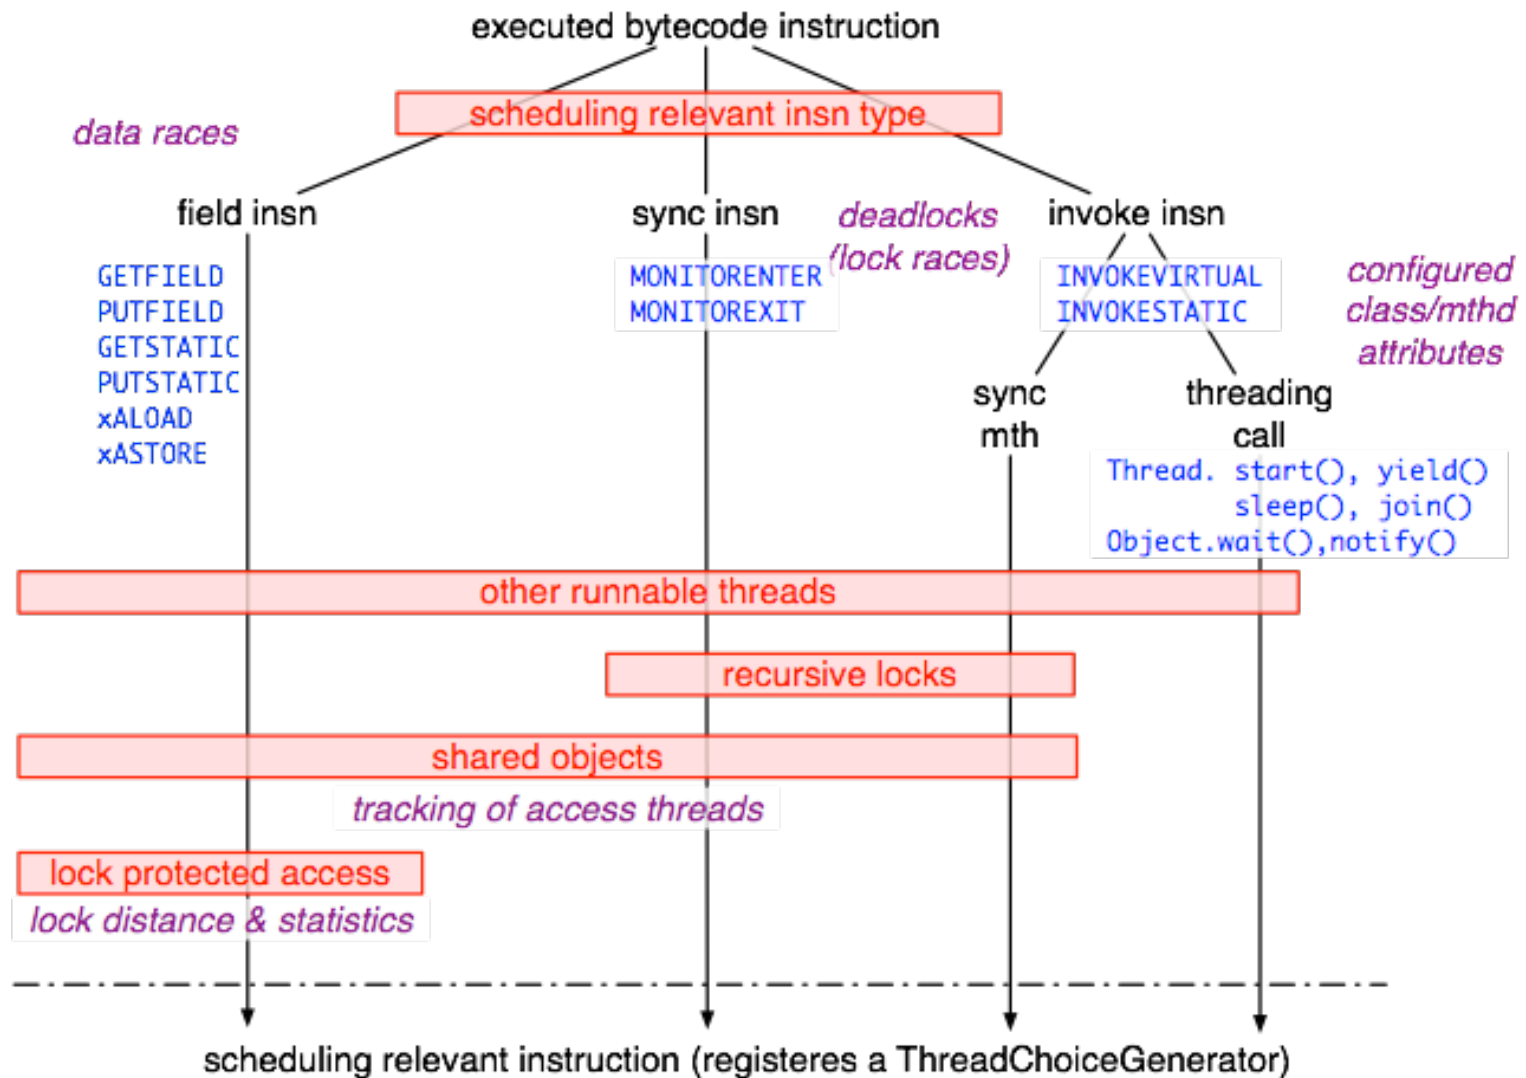 executed bytecode instruction
scheduling relevant insn type
data races
field insn
sync insn
deadlocks
(lock races)
invoke insn
GETFIELD
PUTFIELD
GETSTATIC
PUTSTATIC
xALOAD
xASTORE
MONITORENTER
MONITOREXIT
INVOKEVIRTUAL
INVOKESTATIC
configured
class/mthd
attributes
sync
mth
threading
call
Thread. start(), yield()
sleep(), join()
Object.wait(),notify()
other runnable threads
recursive locks
shared objects
tracking of access threads
lock protected access
lock distance & statistics
scheduling relevant instruction (registeres a ThreadChoiceGenerator)